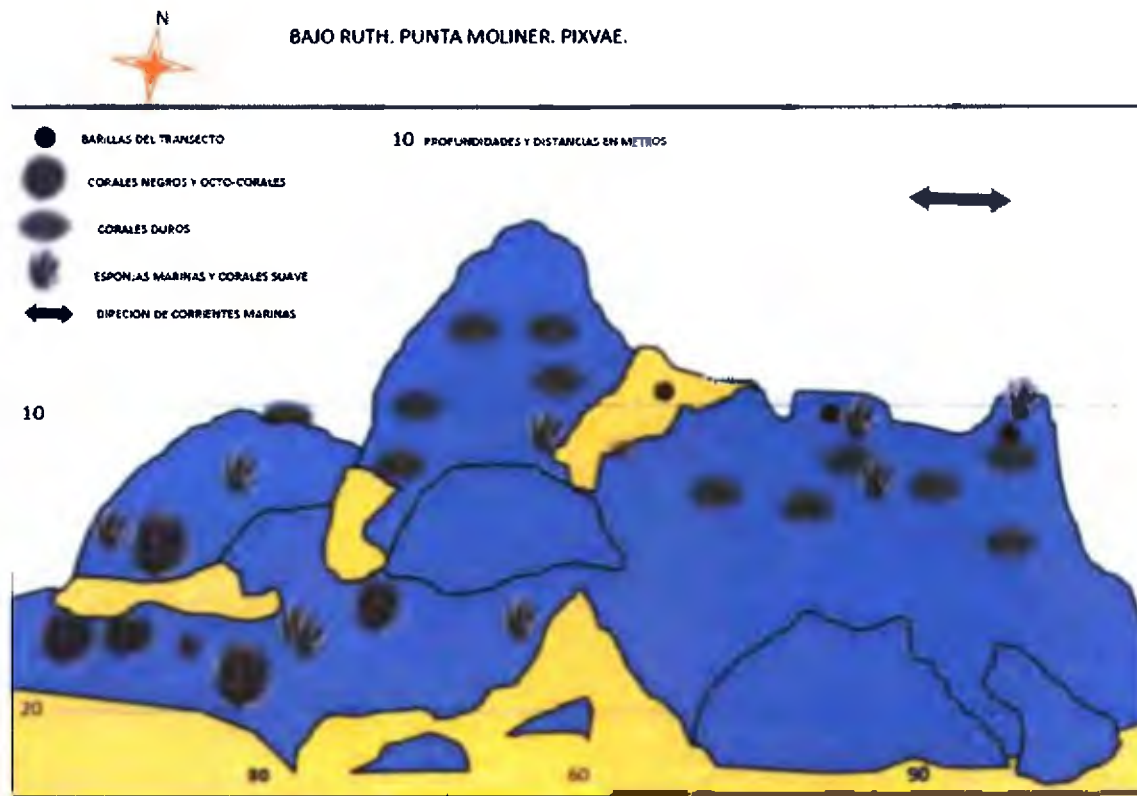 N
BAJO RUTH. PUNTA MOLINER. PIXVAE.
BARILLAS DEL TRANSECTO
10 PROFUNDIDADES Y DISTANCIAS EN METROS
CORALES NEGROS Y OCTO-CORALES
CORALES DUROS
ESPONJAS MARINAS Y CORALES SUAVE
DIRECION DE CORRIENTES MARINAS
10
20
80
60
90